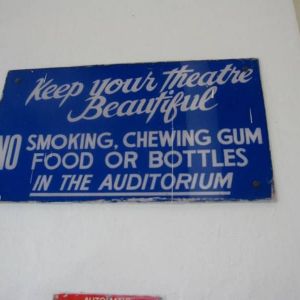 Keep your theatre
Beautiful
NO SMOKING, CHEWING GUM
FOOD OR BOTTLES
IN THE AUDITORIUM